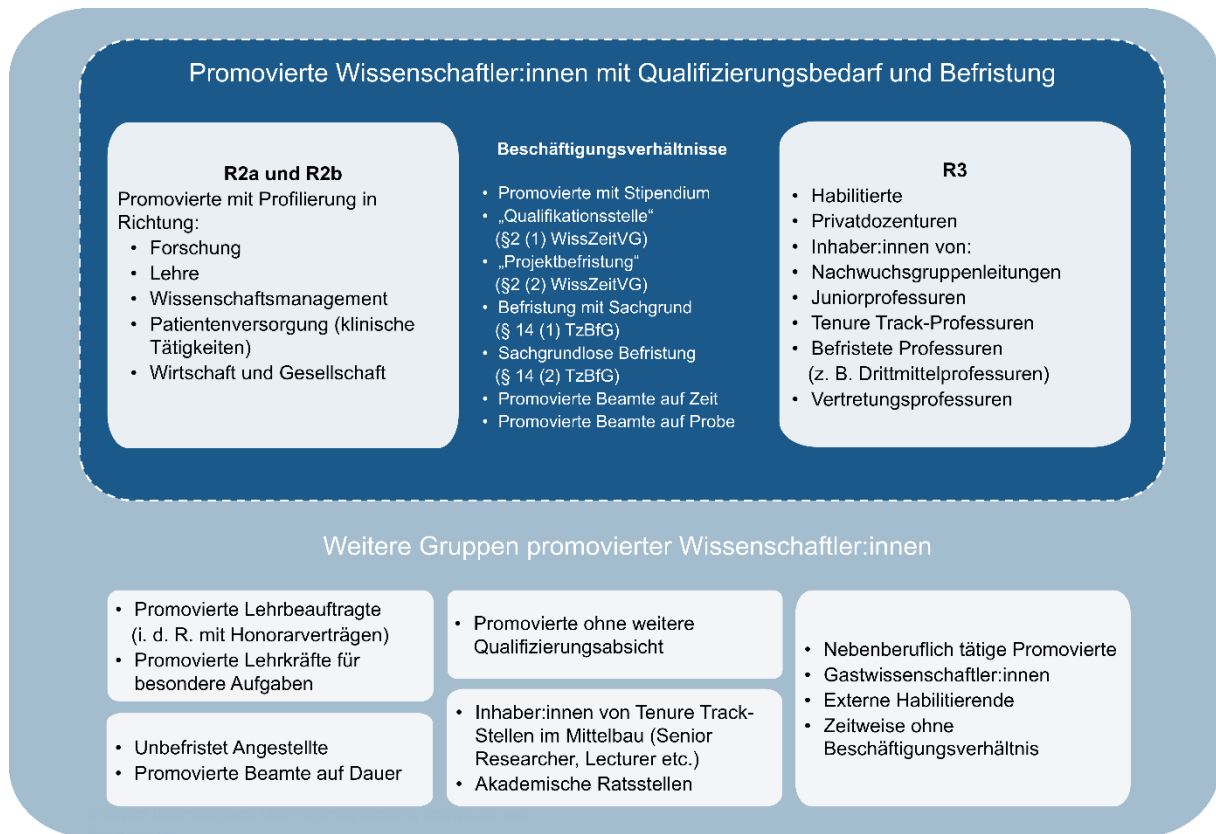 Promovierte Wissenschaftler:innen mit Qualifizierungsbedarf und Befristung
R2a und R2b
Promovierte mit Profilierung in
Richtung:
• Forschung
• Lehre
• Wissenschaftsmanagement
• Patientenversorgung (klinische
Tätigkeiten)
• Wirtschaft und Gesellschaft
Beschäftigungsverhältnisse
• Promovierte mit Stipendium
• „Qualifikationsstelle“
(§2 (1) WissZeitVG)
• „Projektbefristung“
(§2 (2) WissZeitVG)
• Befristung mit Sachgrund
(§ 14 (1) TzBfG)
• Sachgrundlose Befristung
(§ 14 (2) TzBfG)
• Promovierte Beamte auf Zeit
• Promovierte Beamte auf Probe
R3
• Habilitierte
• Privatdozenturen
• Inhaber:innen von:
• Nachwuchsgruppenleitungen
• Juniorprofessuren
• Tenure Track-Professuren
• Befristete Professuren
(z. B. Drittmittelprofessuren)
• Vertretungsprofessuren
Weitere Gruppen promovierter Wissenschaftler:innen
• Promovierte Lehrbeauftragte
(i. d. R. mit Honorarverträgen)
• Promovierte Lehrkräfte für
besondere Aufgaben
• Unbefristet Angestellte
• Promovierte Beamte auf Dauer
• Promovierte ohne weitere
Qualifizierungsabsicht
• Inhaber:innen von Tenure Track-
Stellen im Mittelbau (Senior
Researcher, Lecturer etc.)
• Akademische Ratsstellen
• Nebenberuflich tätige Promovierte
• Gastwissenschaftler:innen
• Externe Habilitierende
• Zeitweise ohne
Beschäftigungsverhältnis